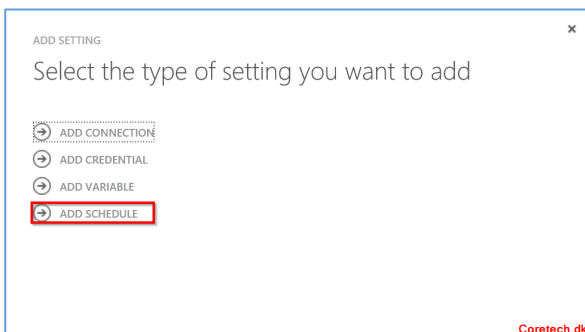 ADD SETTING
Select the type of setting you want to add
ADD CONNECTION
ADD CREDENTIAL
ADD VARIABLE
ADD SCHEDULE
Coretech.dk